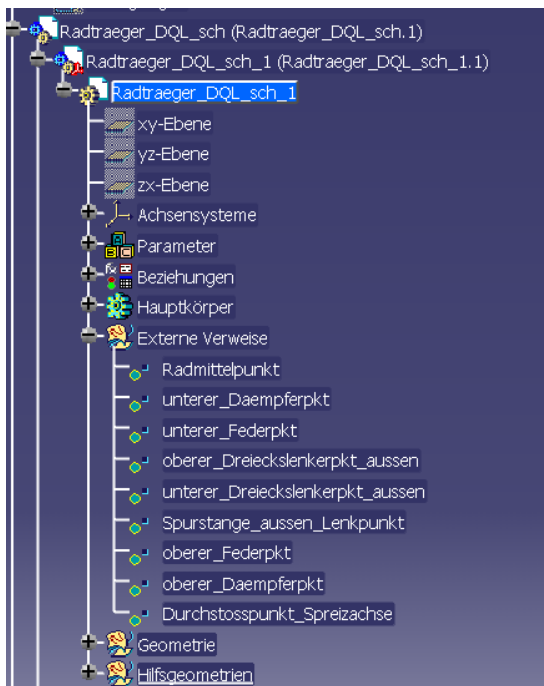 Radtraeger_DQL_sch (Radtraeger_DQL_sch.1)
Radtraeger_DQL_sch_1 (Radtraeger_DQL_sch_1.1)
Radtraeger_DQL_sch_1
xy-Ebene
yz-Ebene
zx-Ebene
Achsensysteme
Parameter
Beziehungen
Hauptkörper
Externe Verweise
Radmittelpunkt
unterer_Daempferpkt
unterer_Federpkt
oberer_Dreieckslenkerpkt_aussen
unterer_Dreieckslenkerpkt_aussen
Spurstange_aussen_Lenkpunkt
oberer_Federpkt
oberer_Daempferpkt
Durchstosspunkt_Spreizachse
Geometrie
Hilfsgeometrien